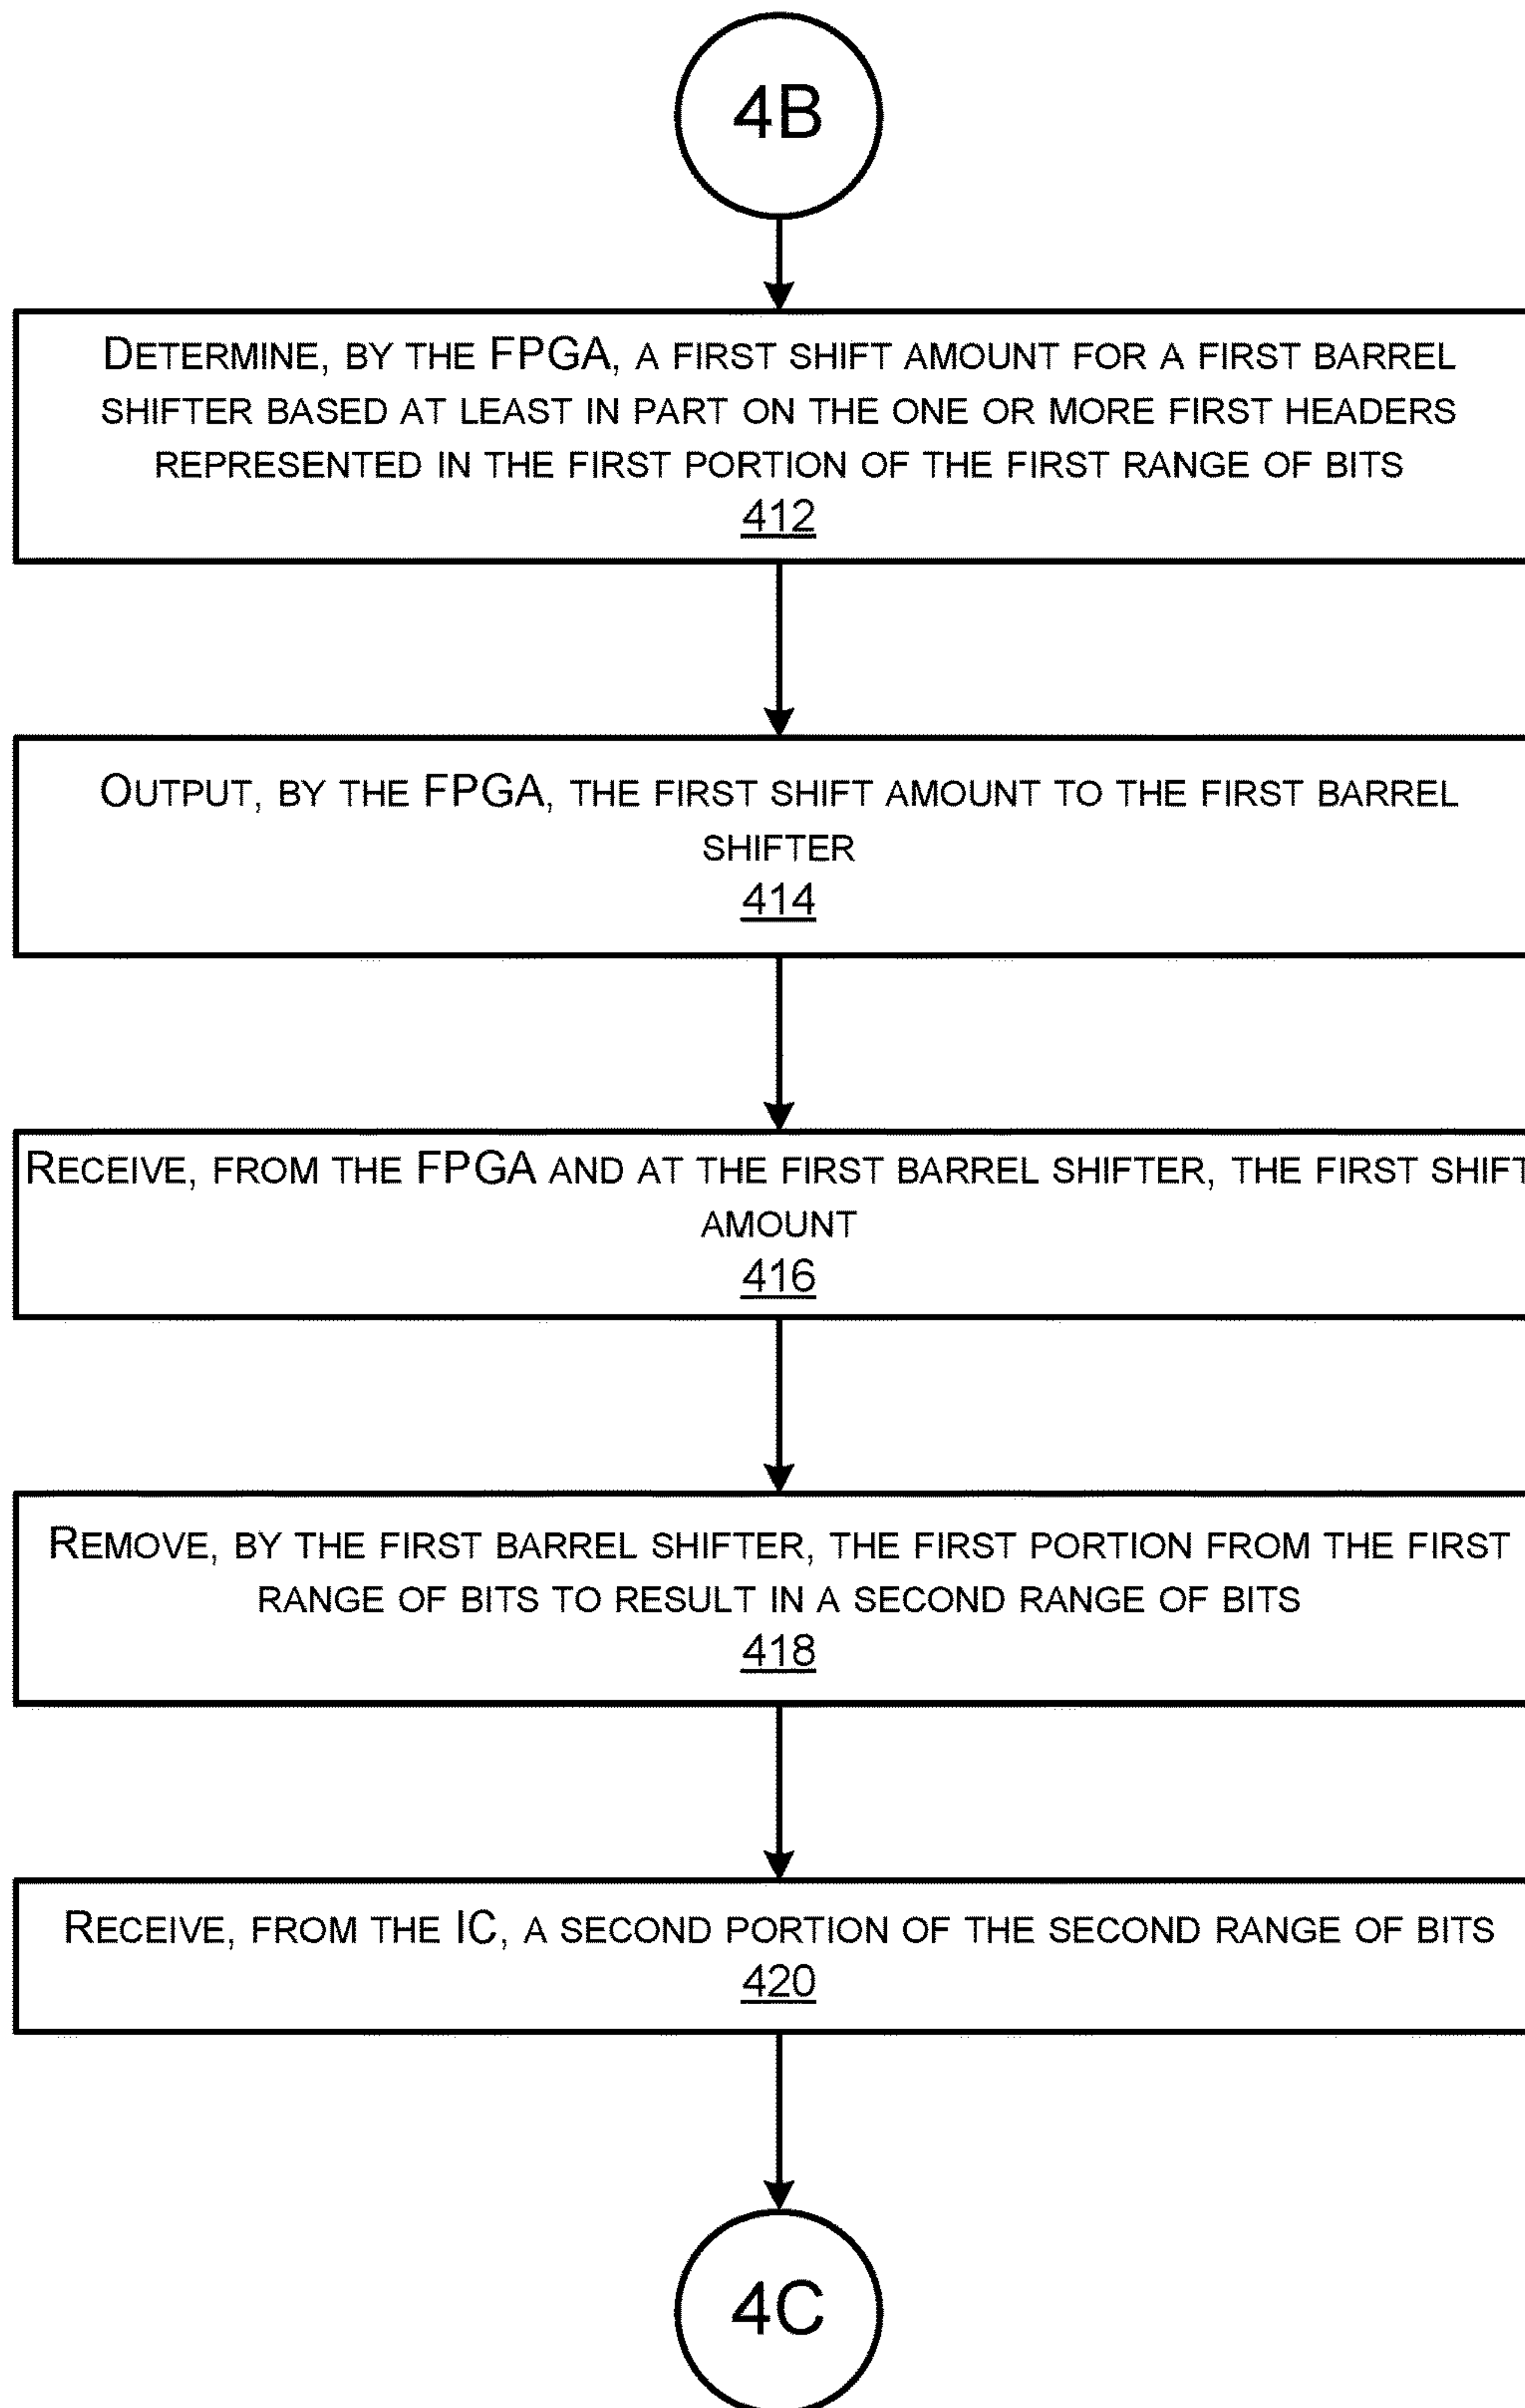 4B
DETERMINE, BY THE FPGA, A FIRST SHIFT AMOUNT FOR A FIRST BARREL
SHIFTER BASED AT LEAST IN PART ON THE ONE OR MORE FIRST HEADERS
REPRESENTED IN THE FIRST PORTION OF THE FIRST RANGE OF BITS
412
OUTPUT, BY THE FPGA, THE FIRST SHIFT AMOUNT TO THE FIRST BARREL
SHIFTER
414
RECEIVE, FROM THE FPGA AND AT THE FIRST BARREL SHIFTER, THE FIRST SHIFT
AMOUNT
416
REMOVE, BY THE FIRST BARREL SHIFTER, THE FIRST PORTION FROM THE FIRST
RANGE OF BITS TO RESULT IN A SECOND RANGE OF BITS
418
RECEIVE, FROM THE IC, A SECOND PORTION OF THE SECOND RANGE OF BITS
420
4C